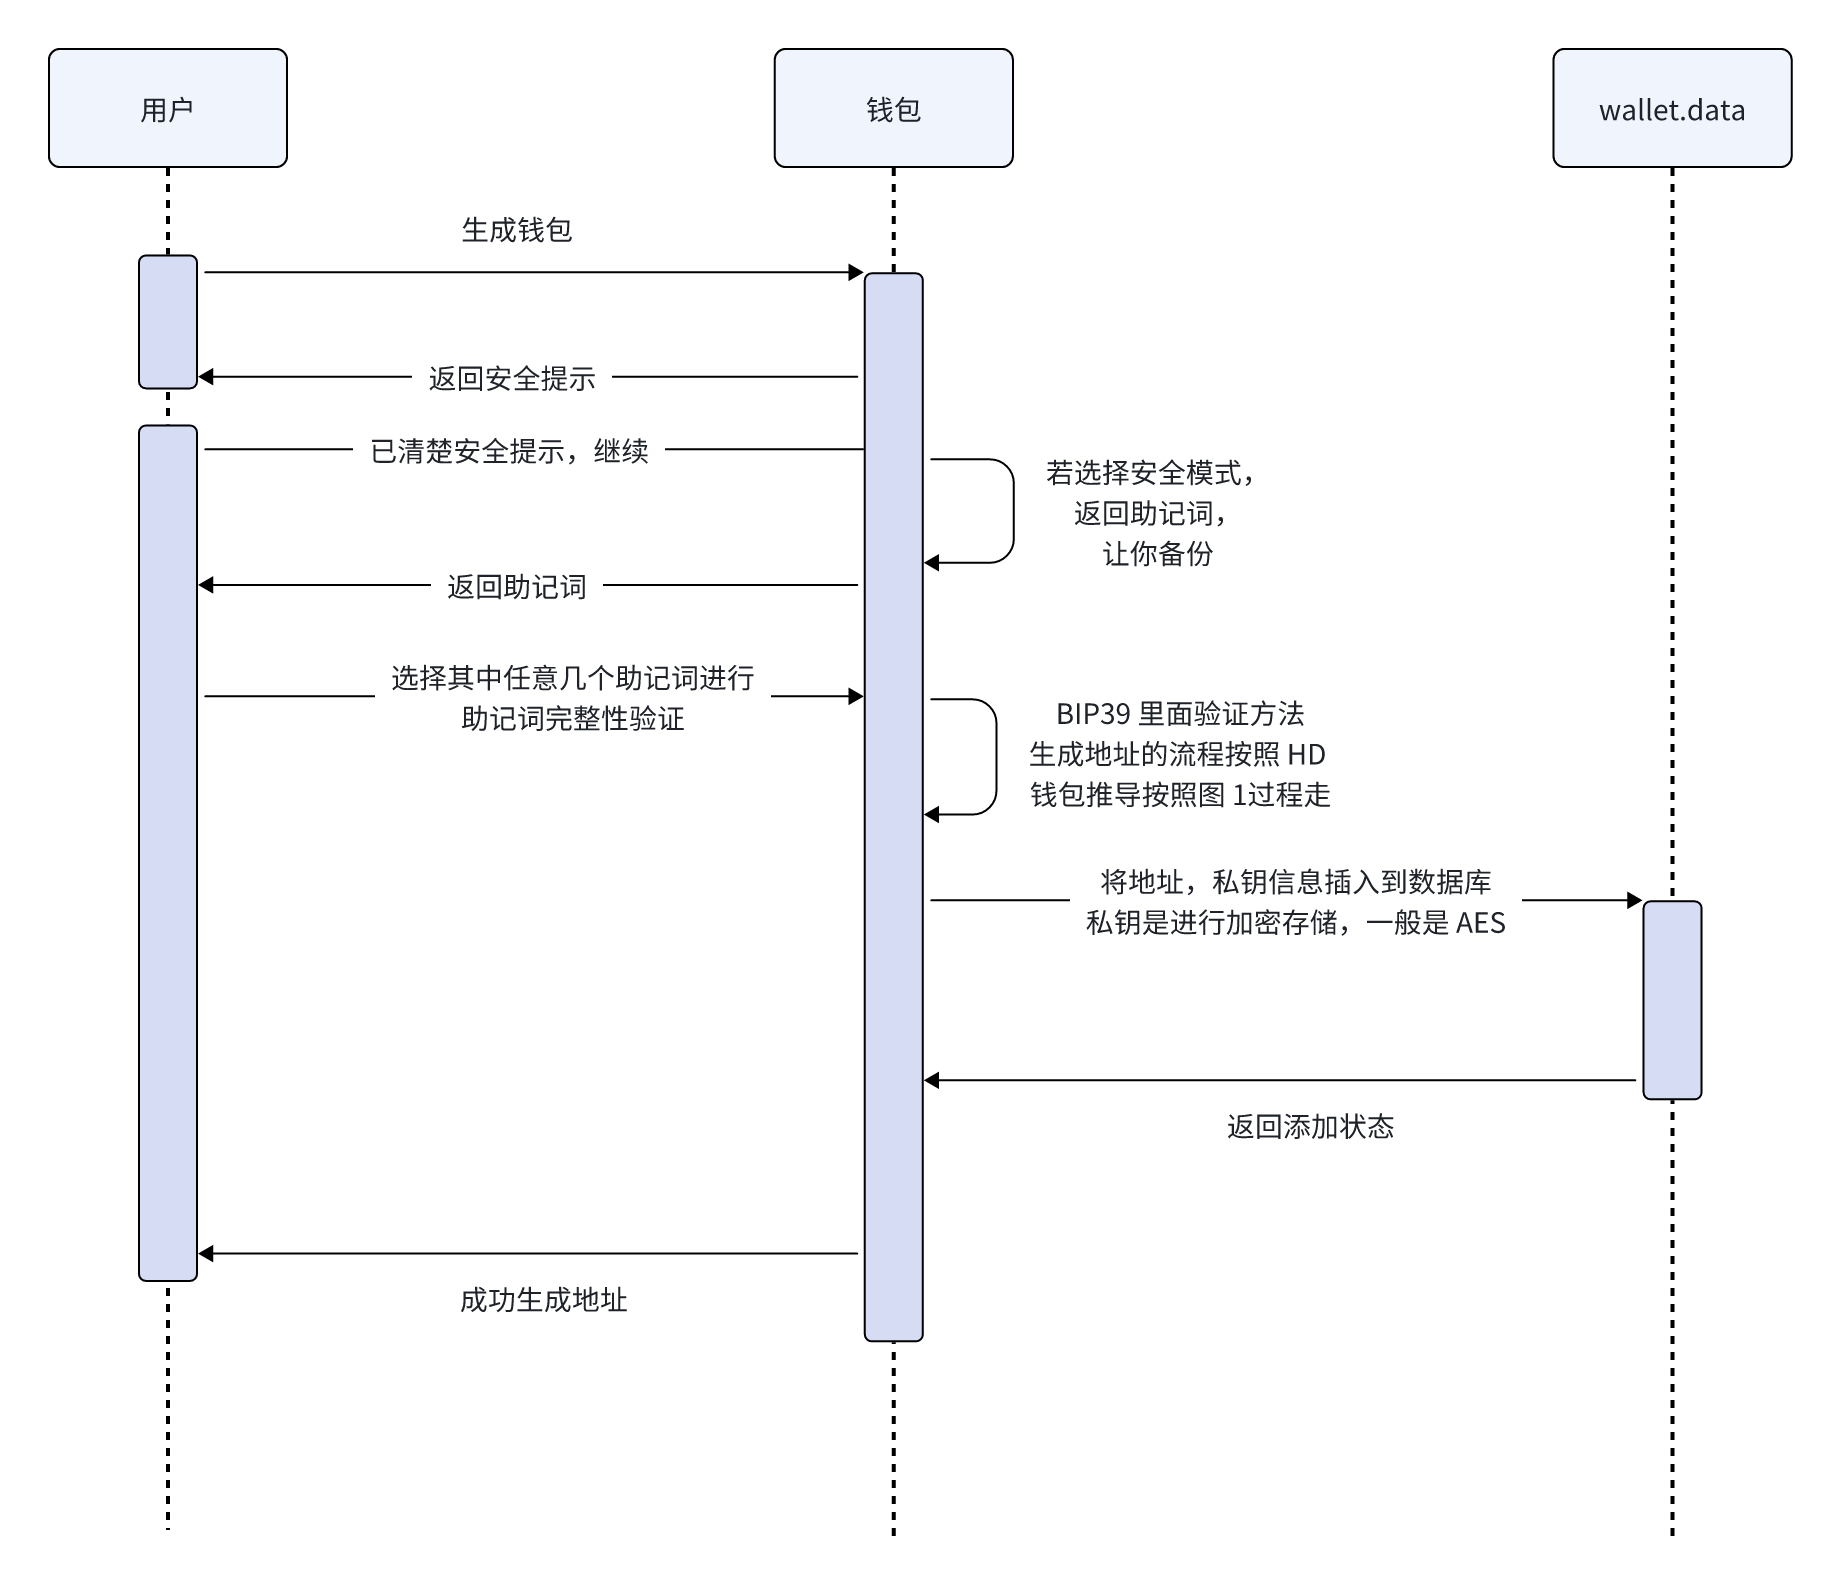 用户
钱包
wallet.data
生成钱包
返回安全提示
已清楚安全提示，继续
若选择安全模式，
返回助记词，
让你备份
返回助记词
选择其中任意几个助记词进行
助记词完整性验证
BIP39 里面验证方法
生成地址的流程按照 HD
钱包推导按照图 1过程走
将地址，私钥信息插入到数据库
私钥是进行加密存储，一般是 AES
返回添加状态
成功生成地址